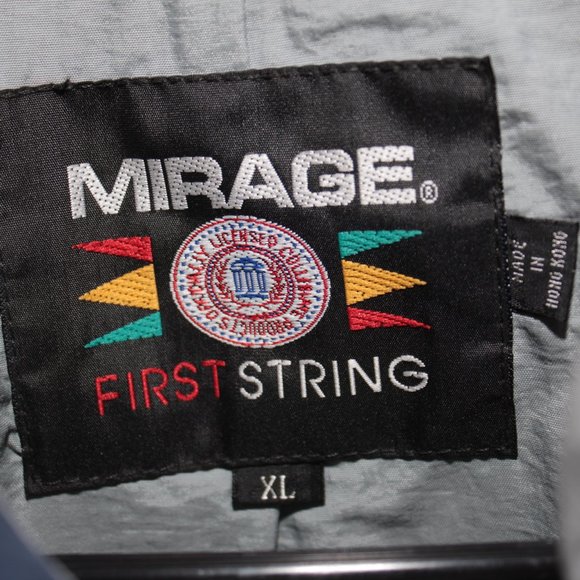 MIRAGE®
OFFICIALLY LICENSED COLLEGIATE PRODUCTS
FIRST STRING
MADE
IN
HONG KONG
XL